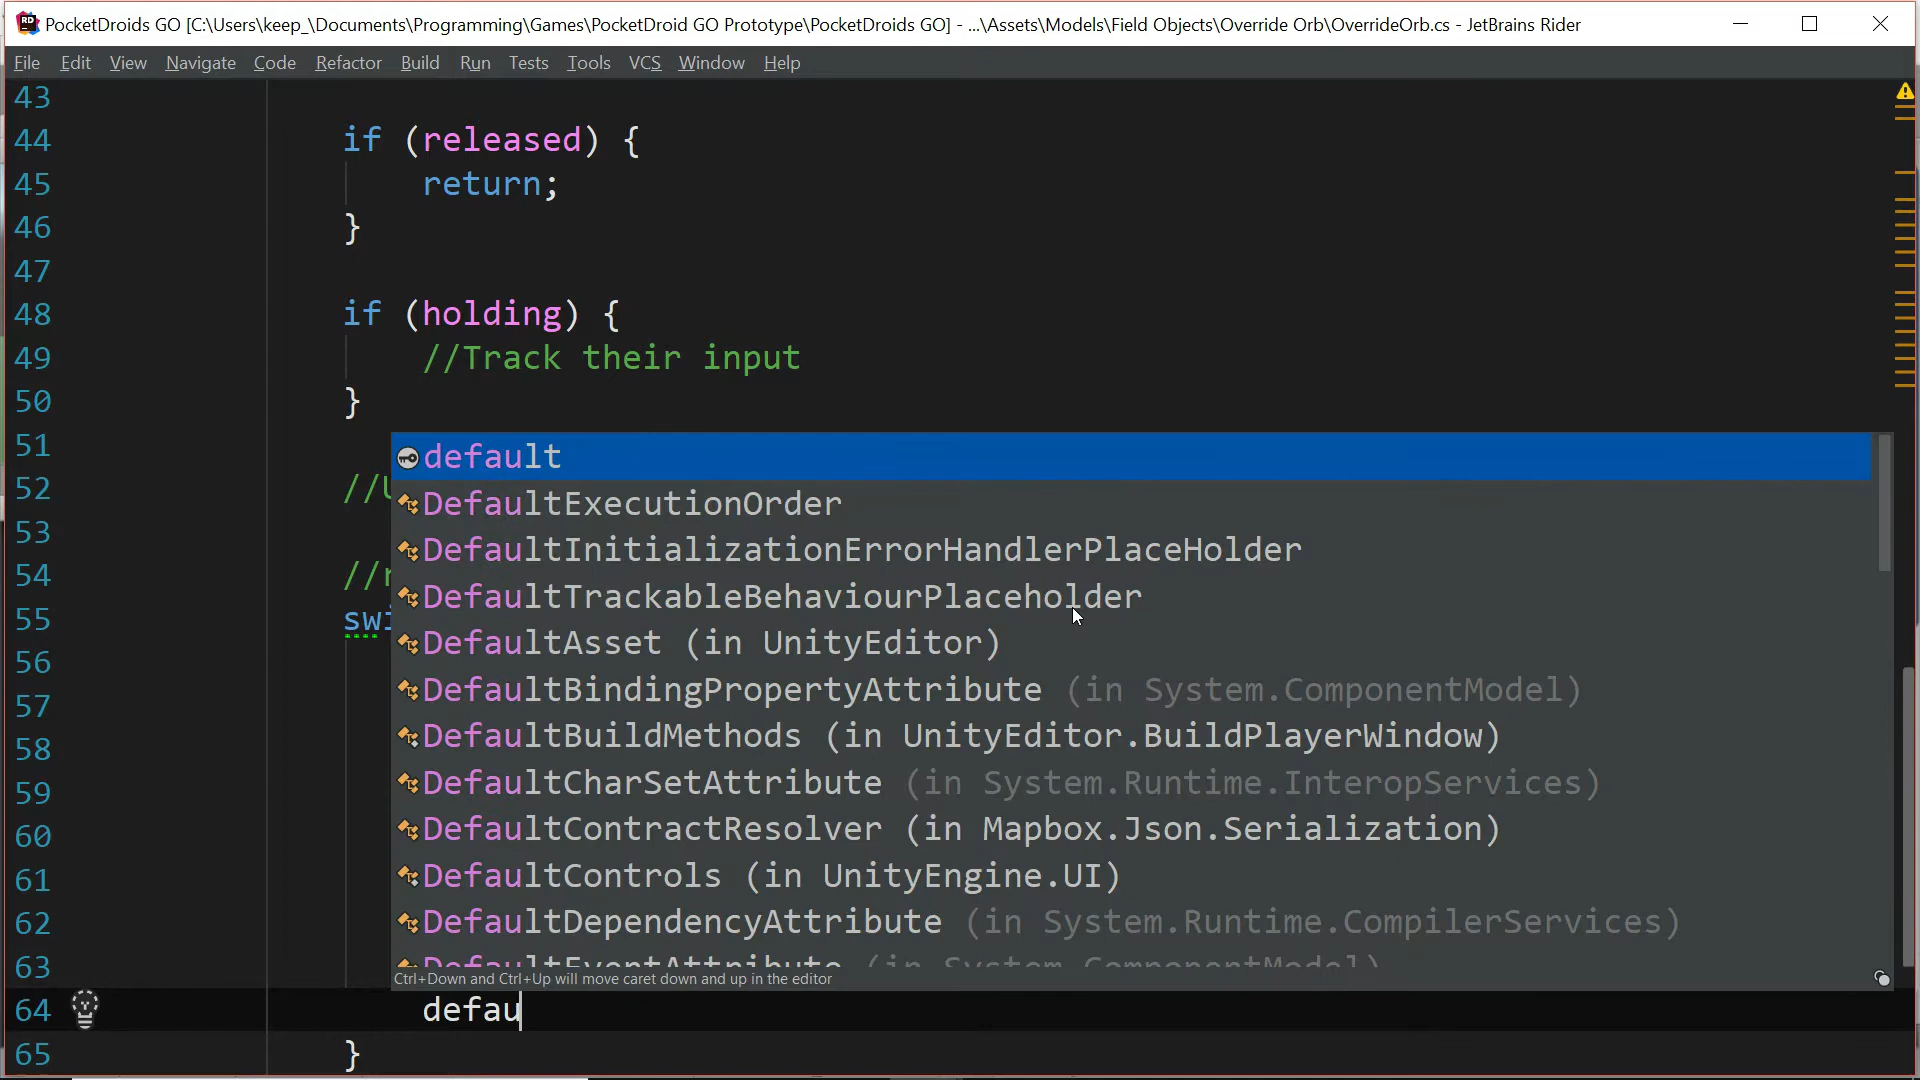 PocketDroids GO [C:\Users\keep_\Documents\Programming\Games\PocketDroid GO Prototype\PocketDroids GO] - ...\Assets\Models\Field Objects\Override Orb\OverrideOrb.cs - JetBrains Rider
File Edit View Navigate Code Refactor Build Run Tests Tools VCS Window Help
43
44 if (released) {
45 return;
46 }
47
48 if (holding) {
49 //Track their input
50 }
51
default
52 //
DefaultExecutionOrder
53
DefaultInitializationErrorHandlerPlaceHolder
54 //
DefaultTrackableBehaviourPlaceholder
55 swi
DefaultAsset (in UnityEditor)
56
DefaultBindingPropertyAttribute (in System.ComponentModel)
57
DefaultBuildMethods (in UnityEditor.BuildPlayerWindow)
58
DefaultCharSetAttribute (in System.Runtime.InteropServices)
59
DefaultContractResolver (in Mapbox.Json.Serialization)
60
DefaultControls (in UnityEngine.UI)
61
DefaultDependencyAttribute (in System.Runtime.CompilerServices)
62
DefaultEventAttribute (in System.ComponentModel)
63
Ctrl+Down and Ctrl+Up will move caret down and up in the editor
64 defau
65 }